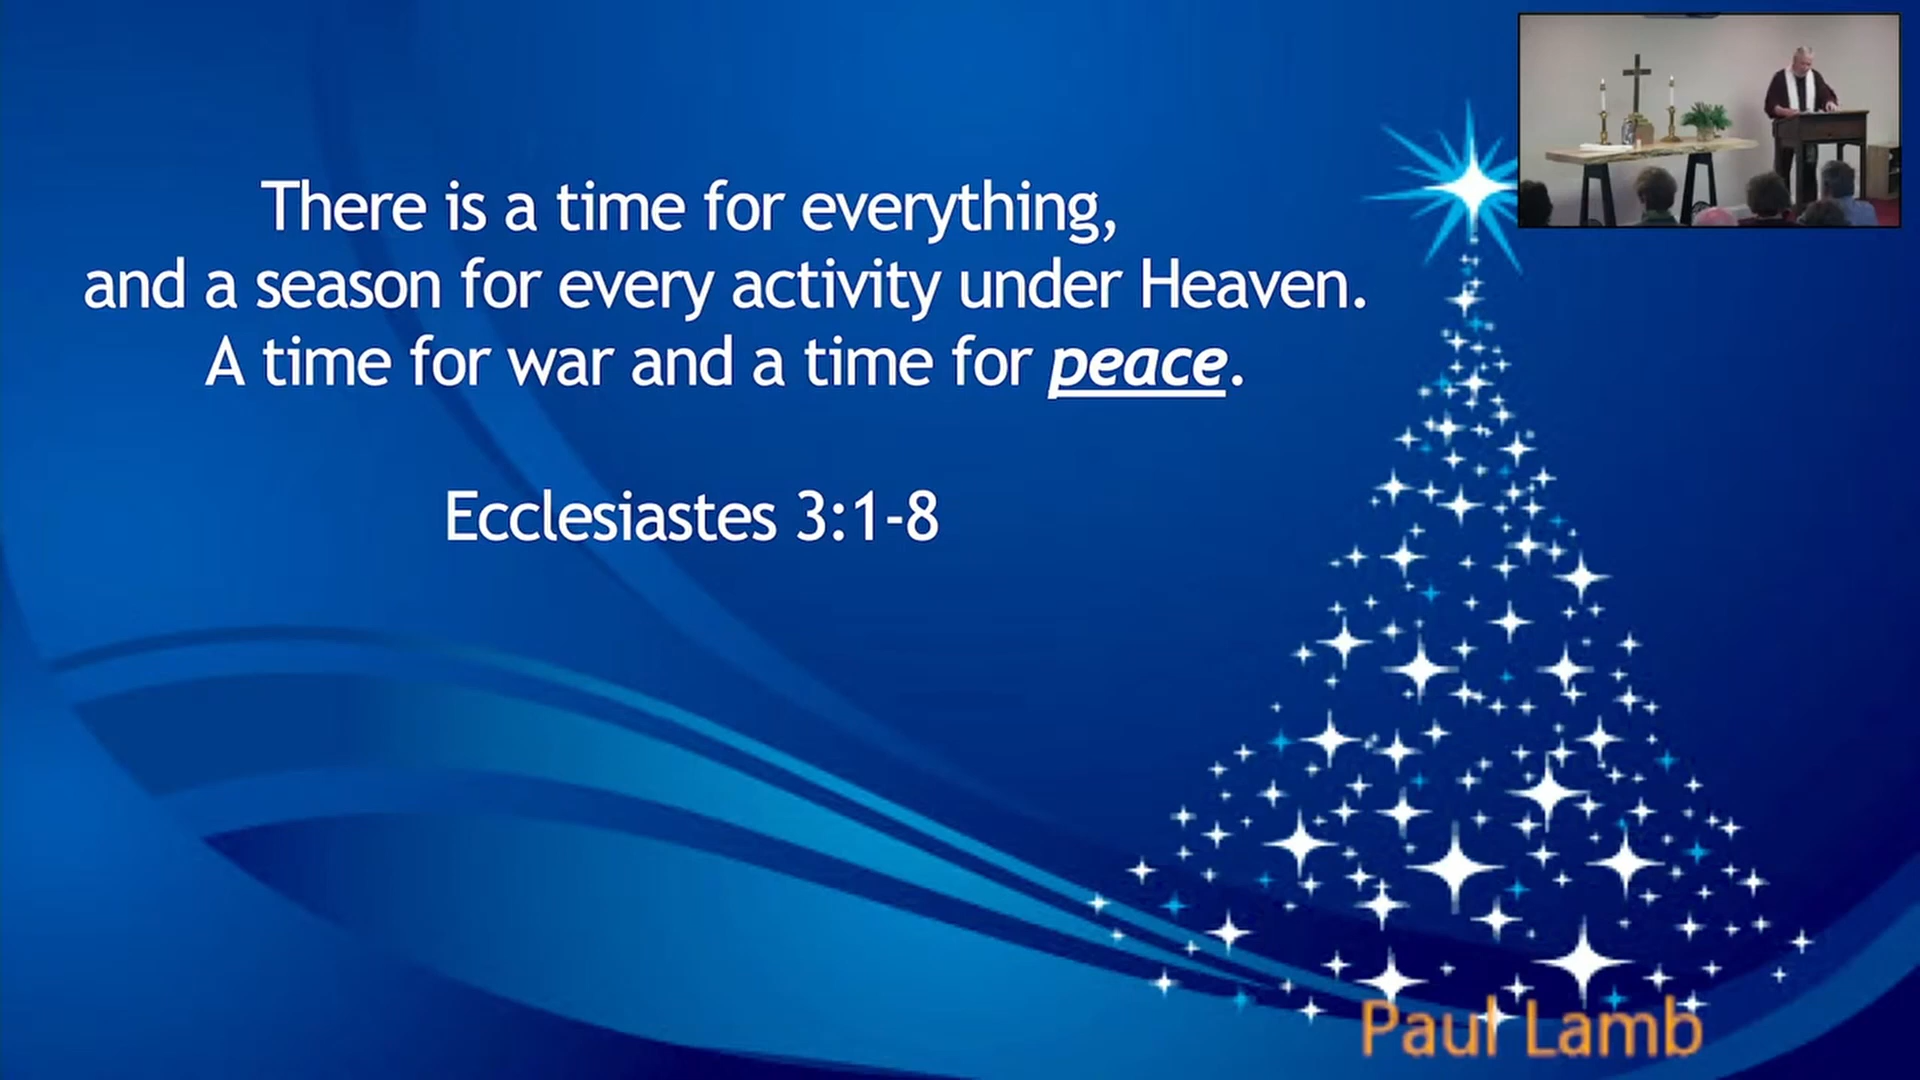 There is a time for everything,
and a season for every activity under Heaven.
A time for war and a time for peace.
Ecclesiastes 3:1-8
Paul Lamb